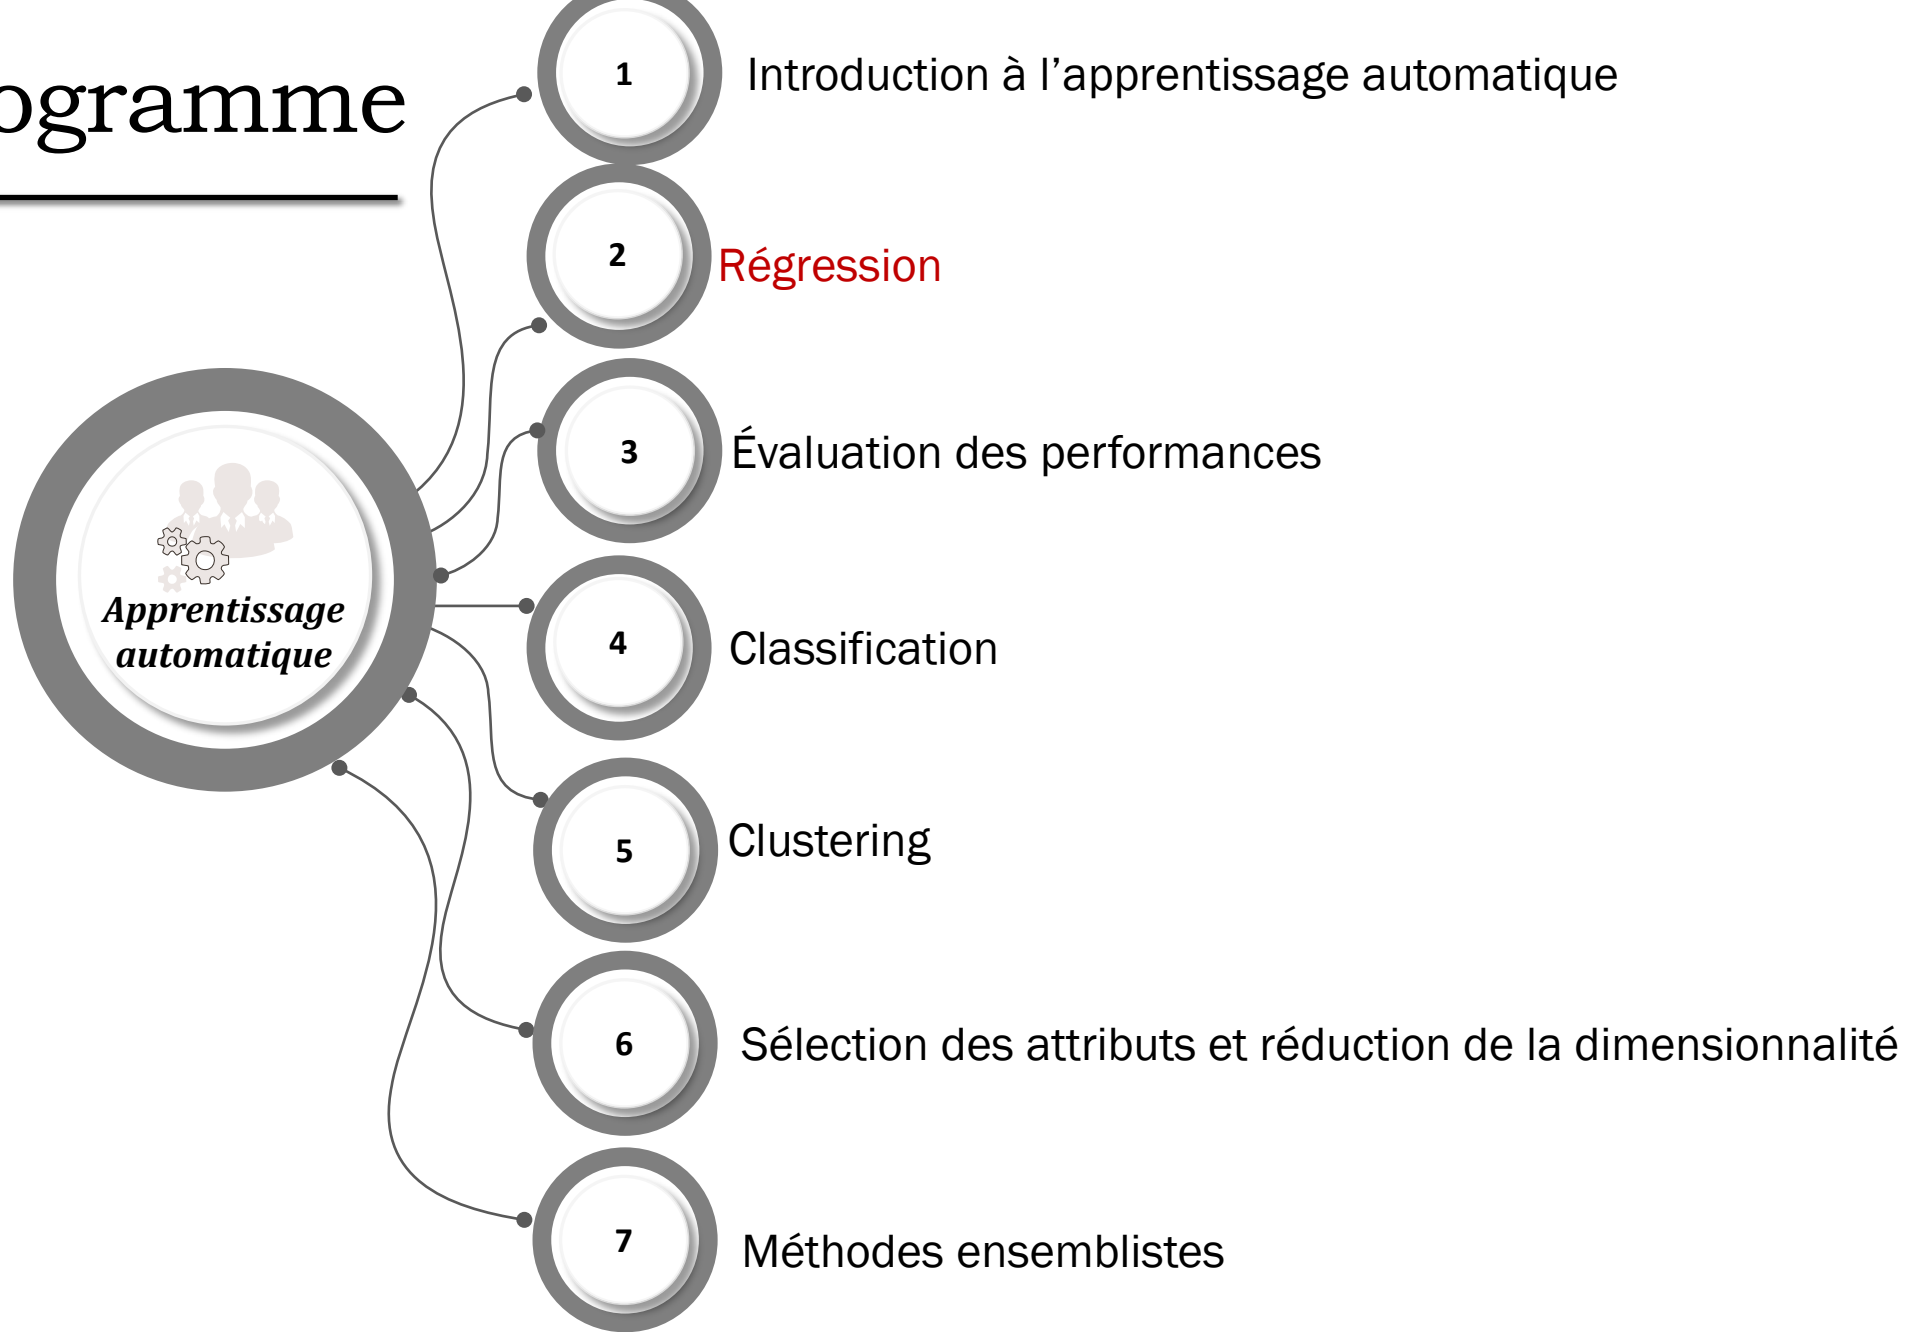 ogramme
1
Introduction à l’apprentissage automatique
2
Régression
3
Évaluation des performances
Apprentissage
automatique
4
Classification
5
Clustering
6
Sélection des attributs et réduction de la dimensionnalité
7
Méthodes ensemblistes